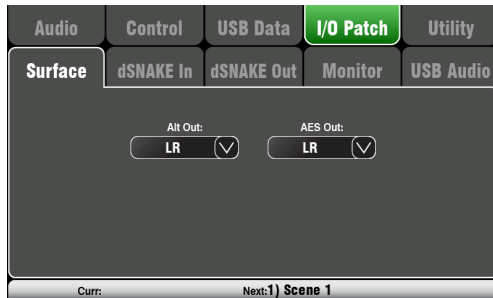 Audio Control USB Data I/O Patch Utility
Surface dSNAKE In dSNAKE Out Monitor USB Audio
Alt Out: AES Out:
LR LR
Curr: Next:1) Scene 1